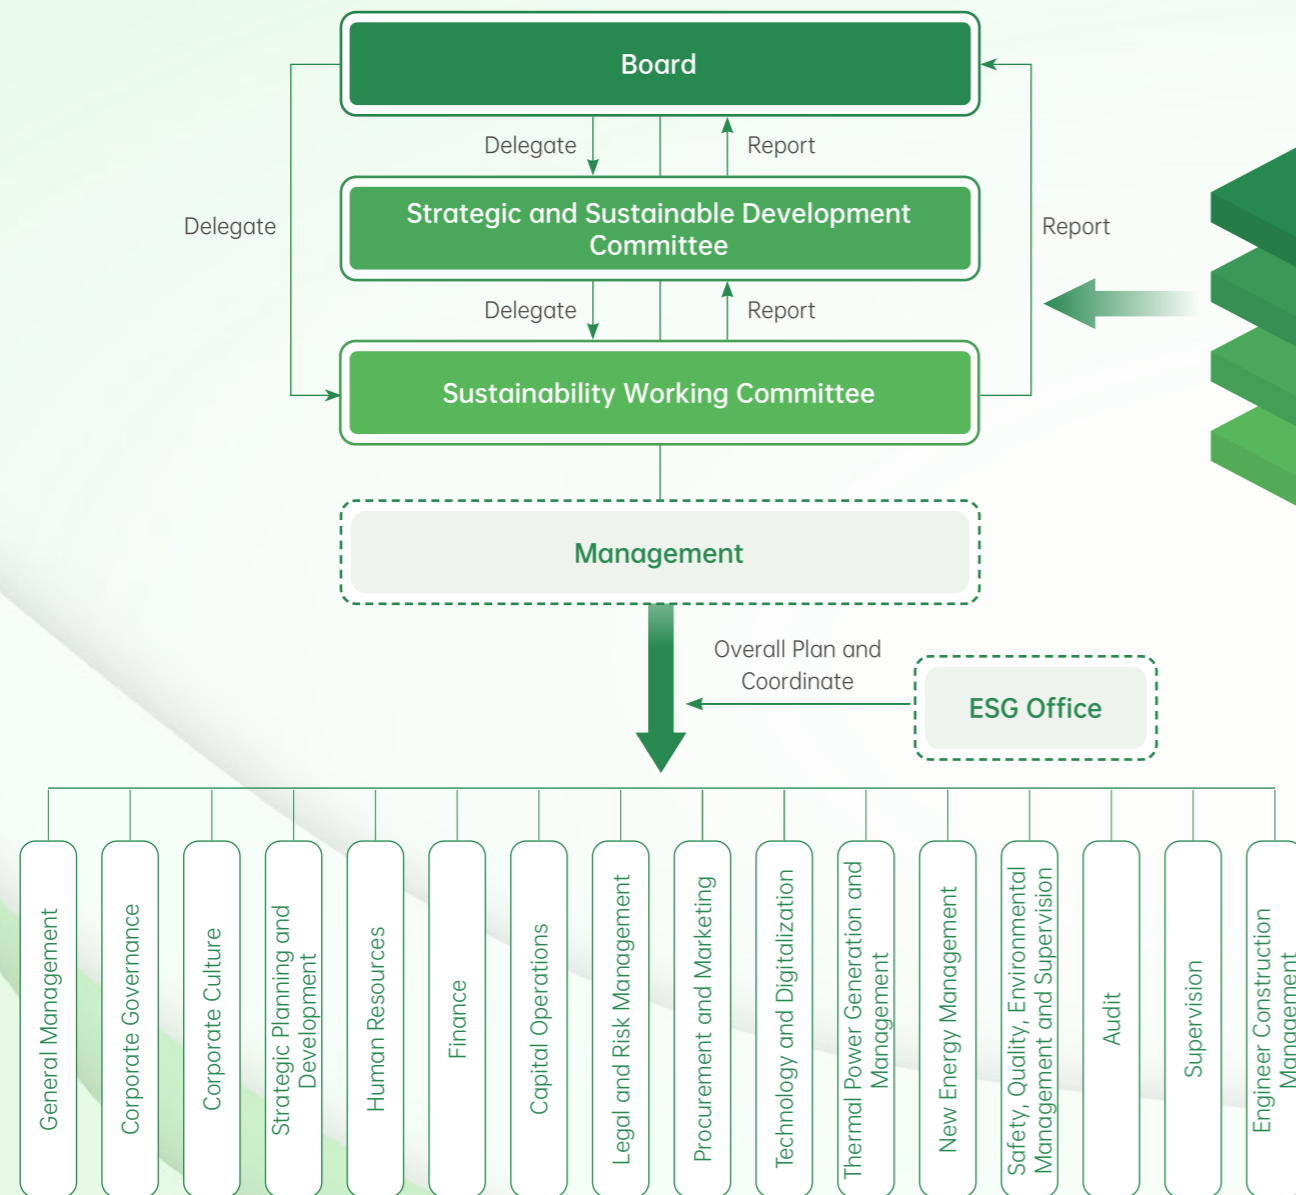 Board
Delegate
Report
Strategic and Sustainable Development
Committee
Delegate
Report
Delegate
Report
Sustainability Working Committee
Management
Overall Plan and
Coordinate
ESG Office
General Management
Corporate Governance
Corporate Culture
Strategic Planning and
Development
Human Resources
Finance
Capital Operations
Legal and Risk Management
Procurement and Marketing
Technology and Digitalization
Thermal Power Generation and
Management
New Energy Management
Safety, Quality, Environmental
Management and Supervision
Audit
Supervision
Engineer Construction
Management